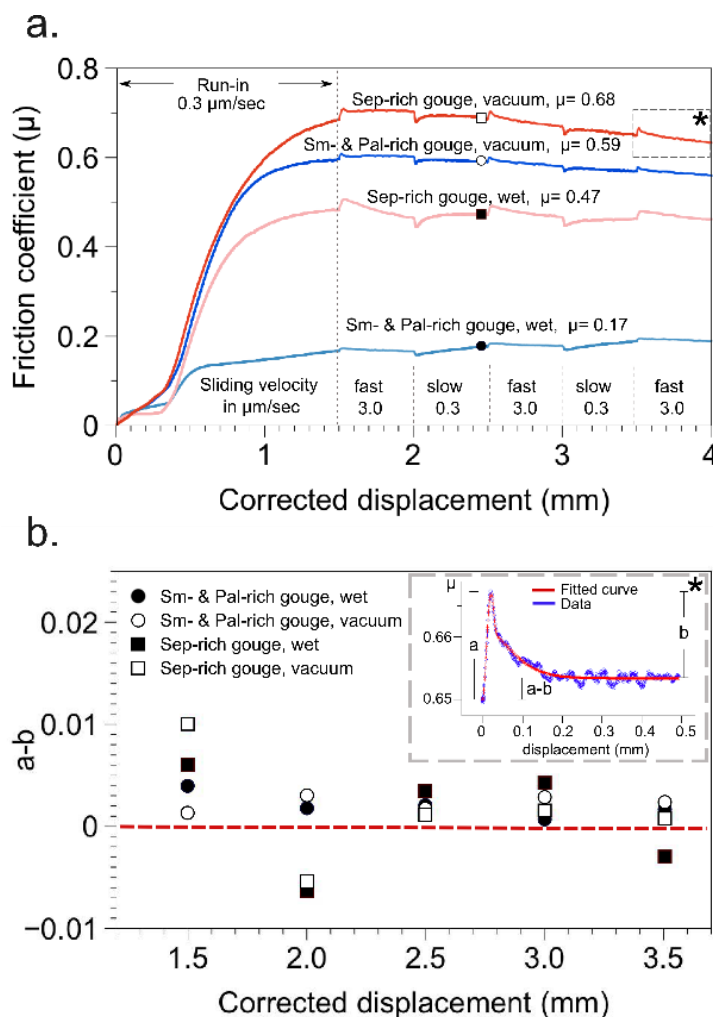 a.
Run-in
0.3 µm/sec
Sep-rich gouge, vacuum, µ= 0.68
*
Sm- & Pal-rich gouge, vacuum, µ= 0.59
Sep-rich gouge, wet, µ= 0.47
Sm- & Pal-rich gouge, wet, µ= 0.17
Sliding velocity
in µm/sec
fast
3.0
slow
0.3
fast
3.0
slow
0.3
fast
3.0
Friction coefficient (µ)
0.8
0.6
0.4
0.2
0
0 1 2 3 4
Corrected displacement (mm)
b.
Sm- & Pal-rich gouge, wet
Sm- & Pal-rich gouge, vacuum
Sep-rich gouge, wet
Sep-rich gouge, vacuum
µ
Fitted curve
Data
*
0.66
0.65
a
b
a-b
0 0.1 0.2 0.3 0.4 0.5
displacement (mm)
a-b
0.02
0.01
0
−0.01
1.5 2.0 2.5 3.0 3.5
Corrected displacement (mm)